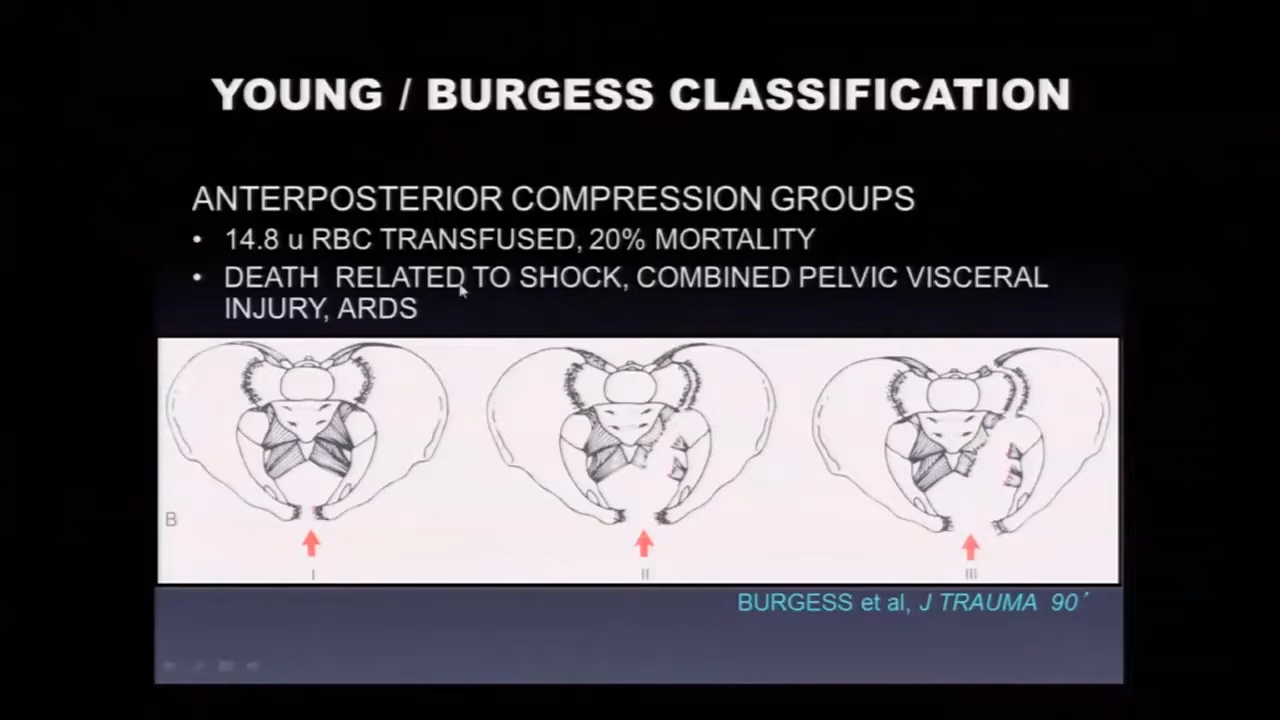 YOUNG / BURGESS CLASSIFICATION
ANTERPOSTERIOR COMPRESSION GROUPS
• 14.8 u RBC TRANSFUSED, 20% MORTALITY
• DEATH RELATED TO SHOCK, COMBINED PELVIC VISCERAL
INJURY, ARDS
B
I II III
BURGESS et al, J TRAUMA 90´